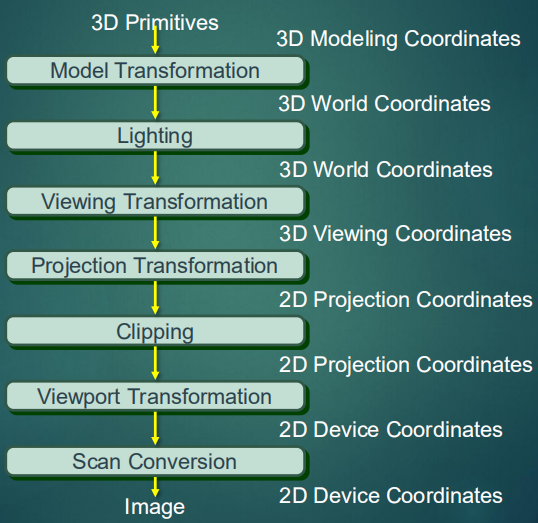 3D Primitives
3D Modeling Coordinates
Model Transformation
3D World Coordinates
Lighting
3D World Coordinates
Viewing Transformation
3D Viewing Coordinates
Projection Transformation
2D Projection Coordinates
Clipping
2D Projection Coordinates
Viewport Transformation
2D Device Coordinates
Scan Conversion
2D Device Coordinates
Image